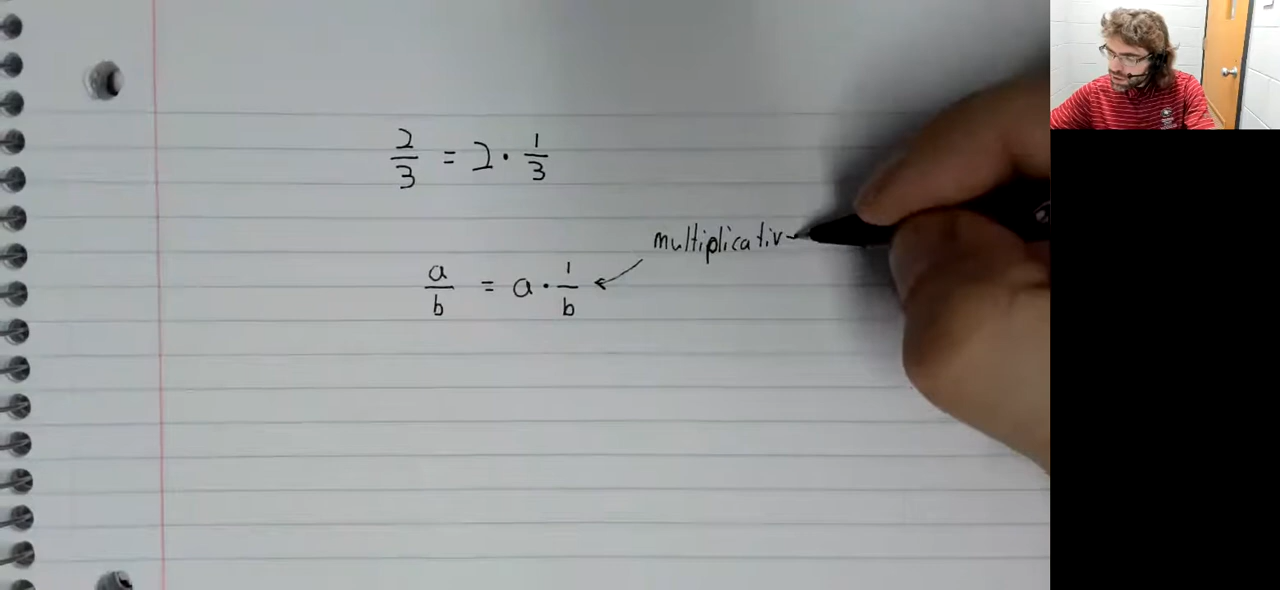 2/3 = 2 · 1/3
multiplicativ
a/b = a · 1/b